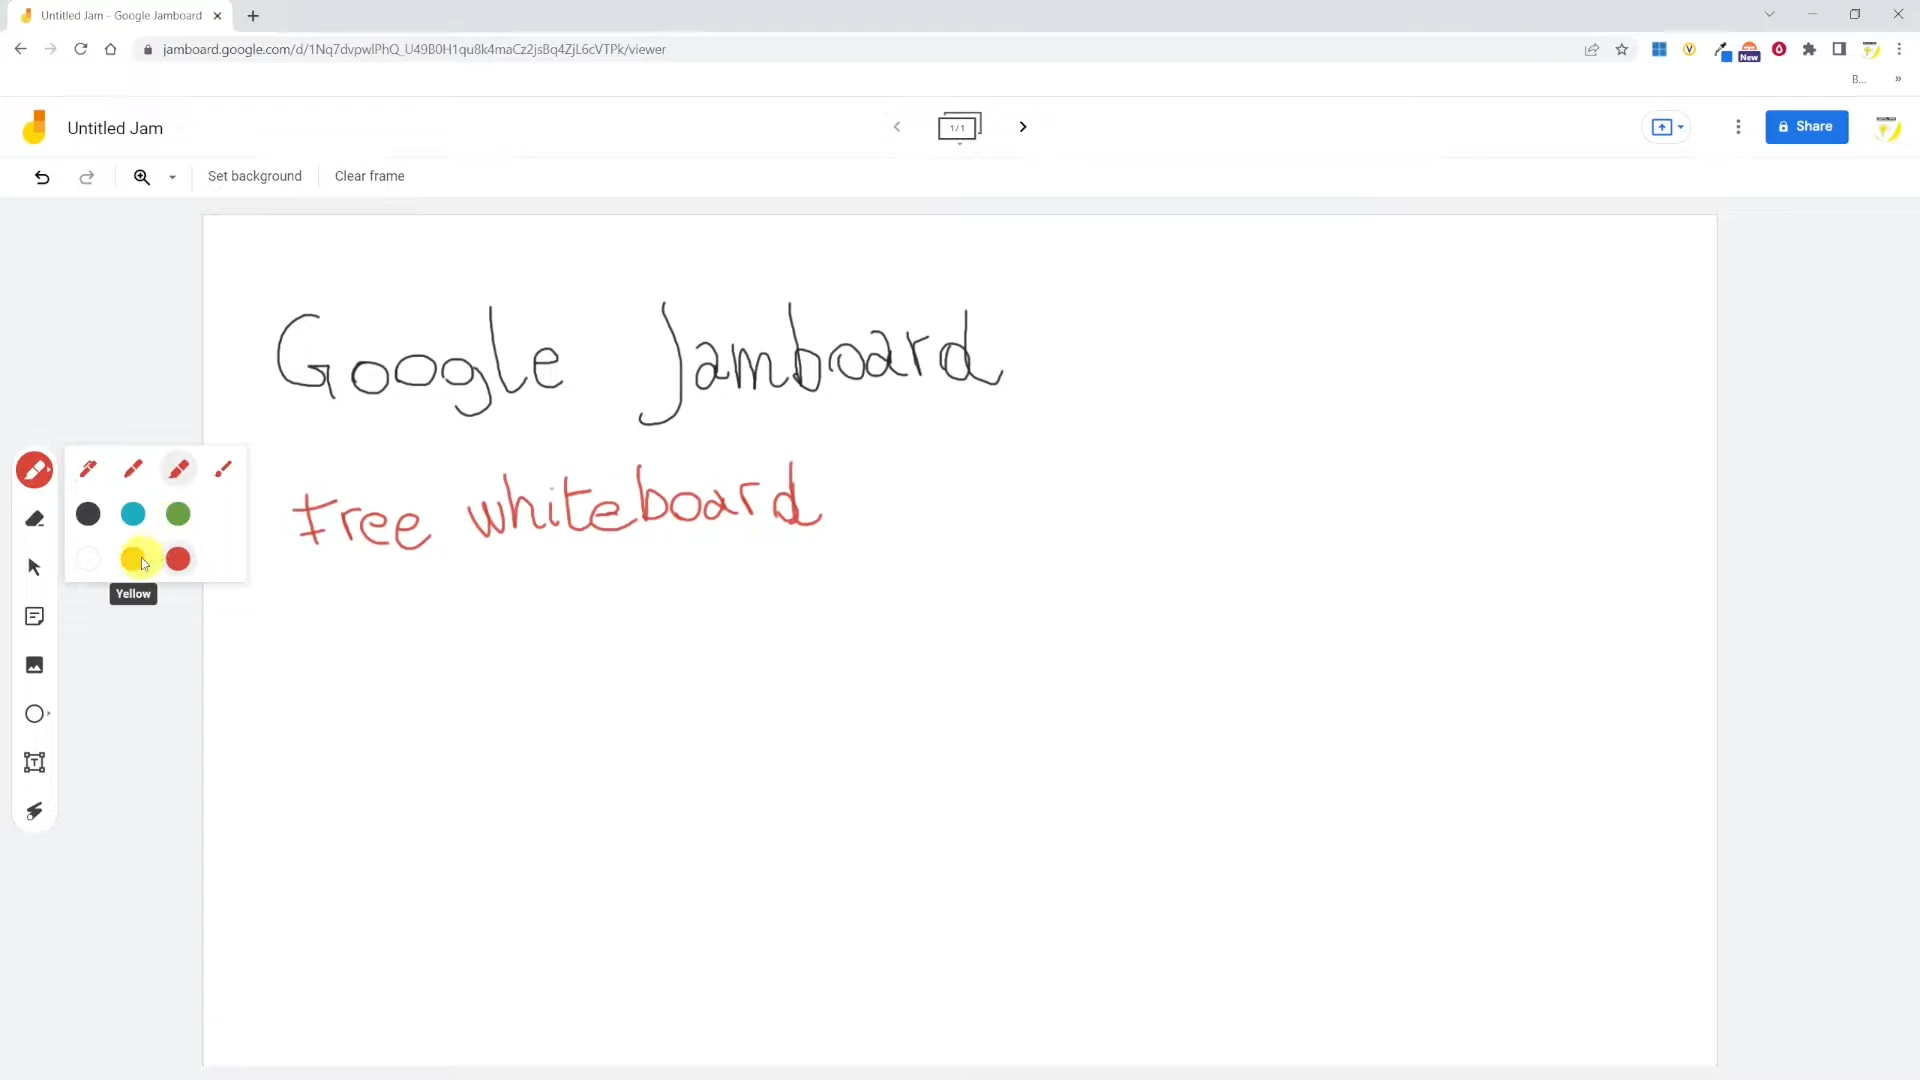 Untitled Jam - Google Jamboard
jamboard.google.com/d/1Nq7dvpwlPhQ_U49B0H1qu8k4maCz2jsBq4ZjL6cVTPk/viewer
New
B...
Untitled Jam
1/1
Share
Set background
Clear frame
Google Jamboard
Free whiteboard
Yellow